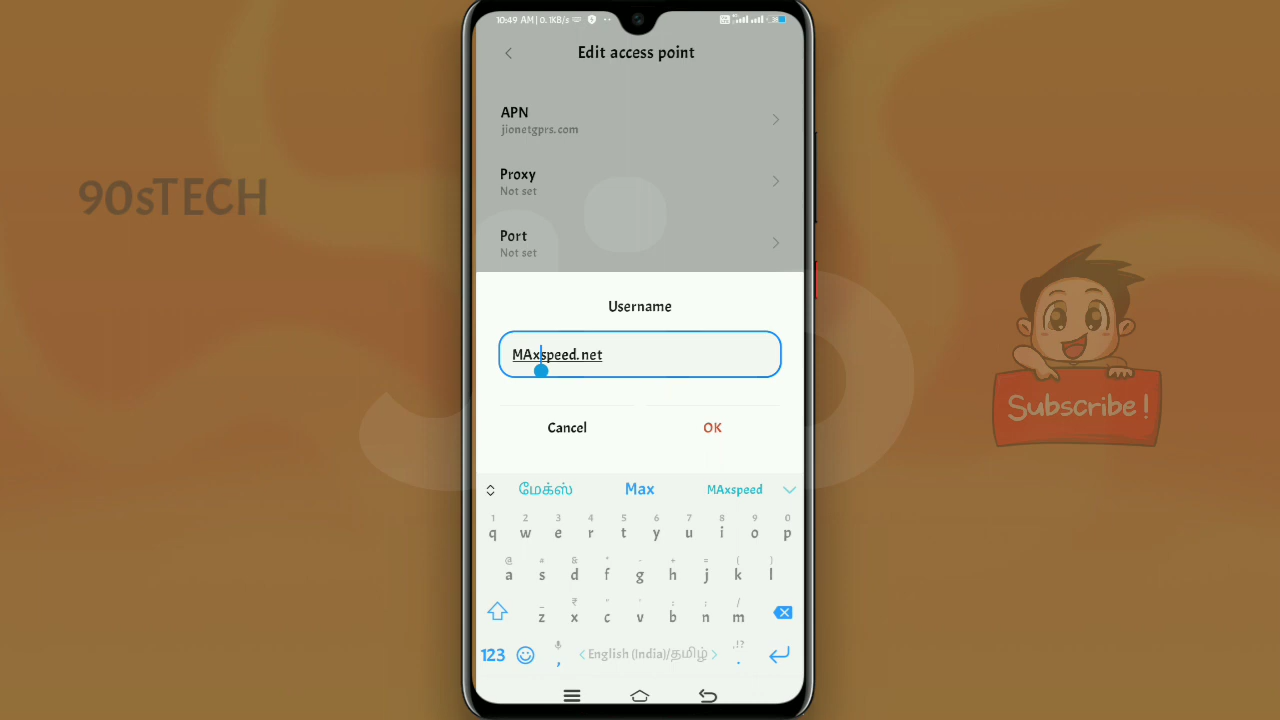 10:49 AM | 0.1KB/s
Edit access point
APN
jionetgprs.com
Proxy
Not set
Port
Not set
90sTECH
Username
MAxspeed.net
Cancel
OK
Subscribe!
மேக்ஸ் Max MAxspeed
1 2 3 4 5 6 7 8 9 0
q w e r t y u i o p
@ # & * - + = ( )
a s d f g h j k l
_ ₹ " ' : ; /
z x c v b n m
,!?
123 , English (India)/தமிழ் .